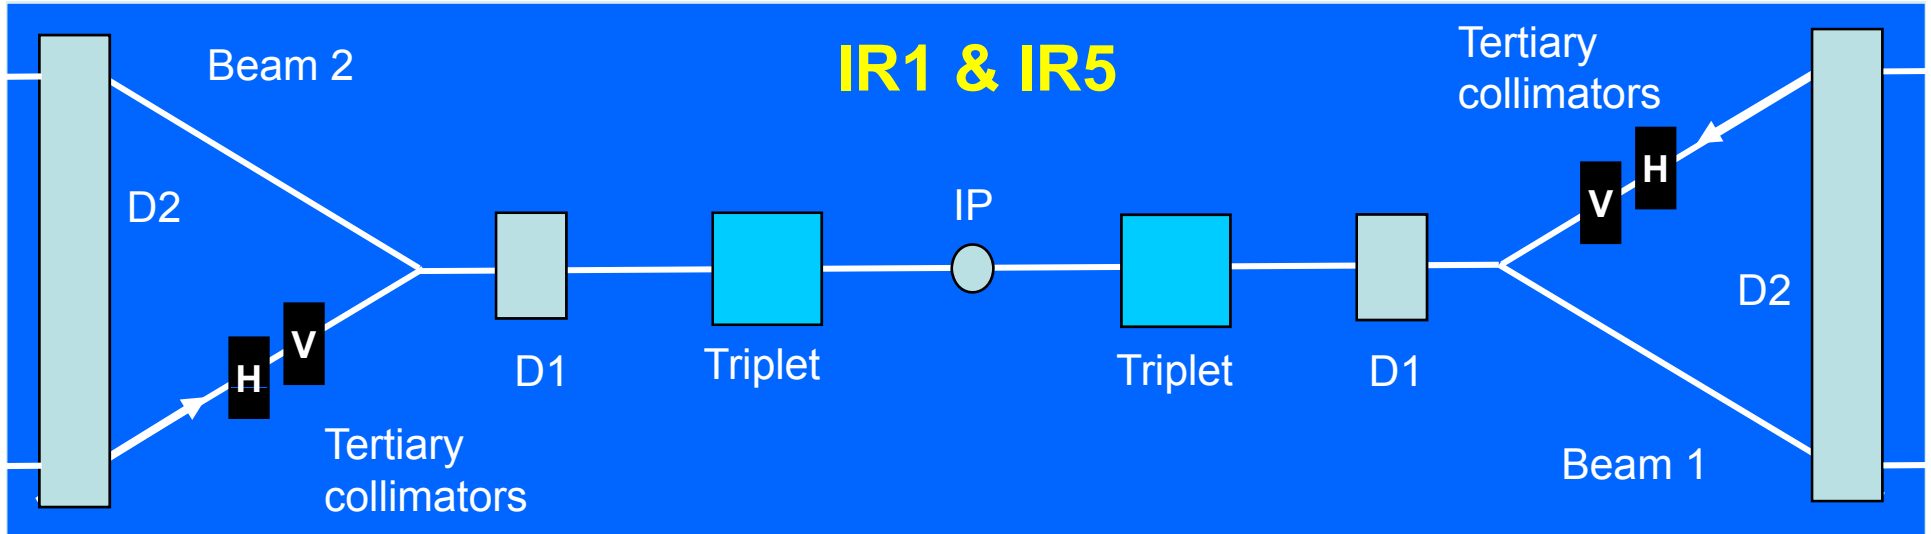 IR1 & IR5
Beam 2
Tertiary
collimators
H
V
D2
IP
D2
V
H
D1
Triplet
Triplet
D1
Tertiary
collimators
Beam 1